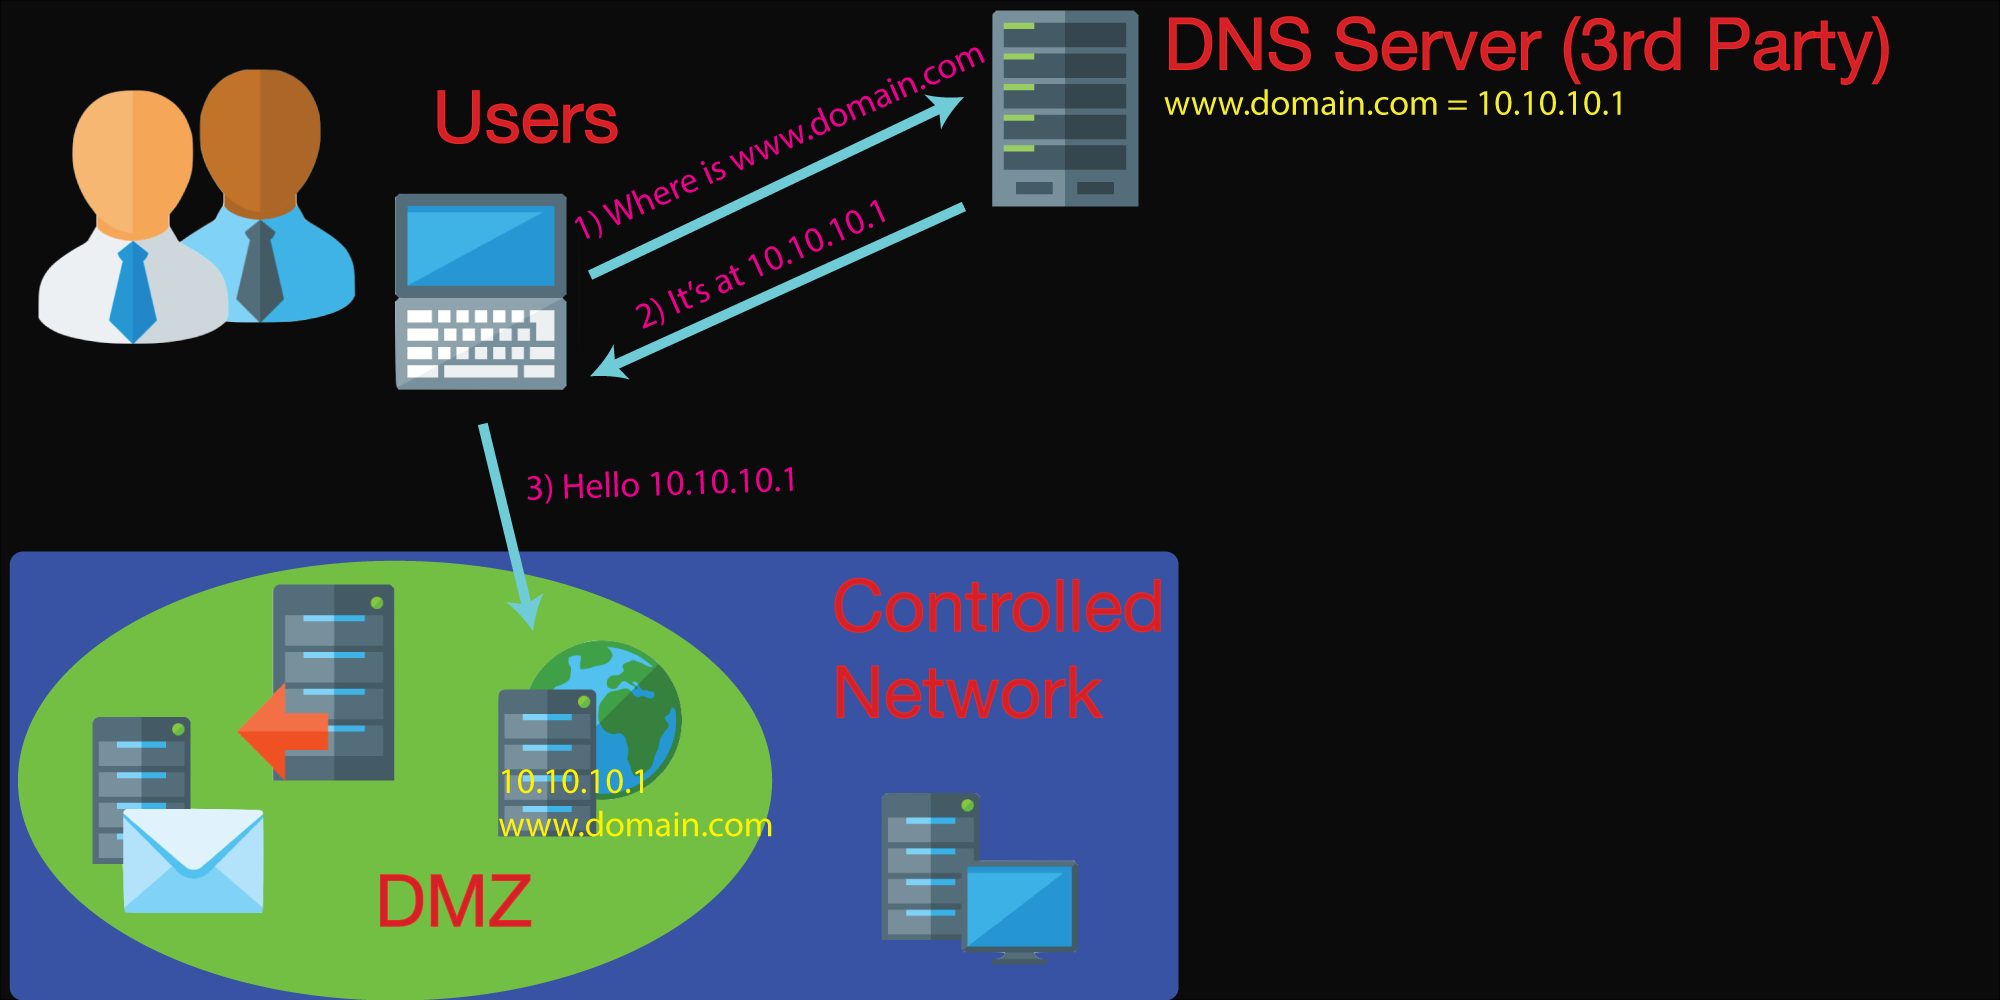 DNS Server (3rd Party)
www.domain.com = 10.10.10.1
Users
1) Where is www.domain.com
2) It’s at 10.10.10.1
3) Hello 10.10.10.1
Controlled
Network
10.10.10.1
www.domain.com
DMZ